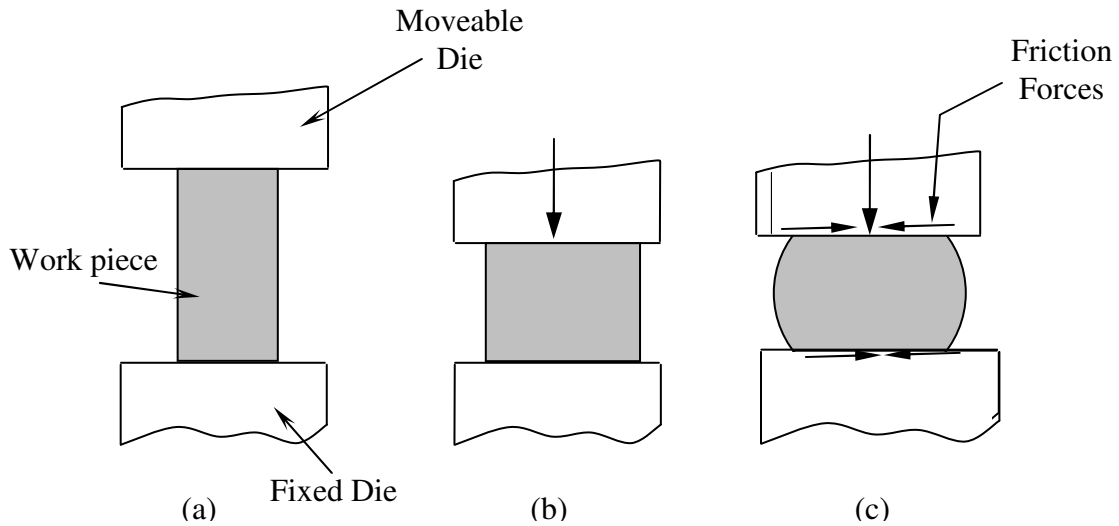 Moveable
Die
Friction
Forces
Work piece
Fixed Die
(a)
(b)
(c)